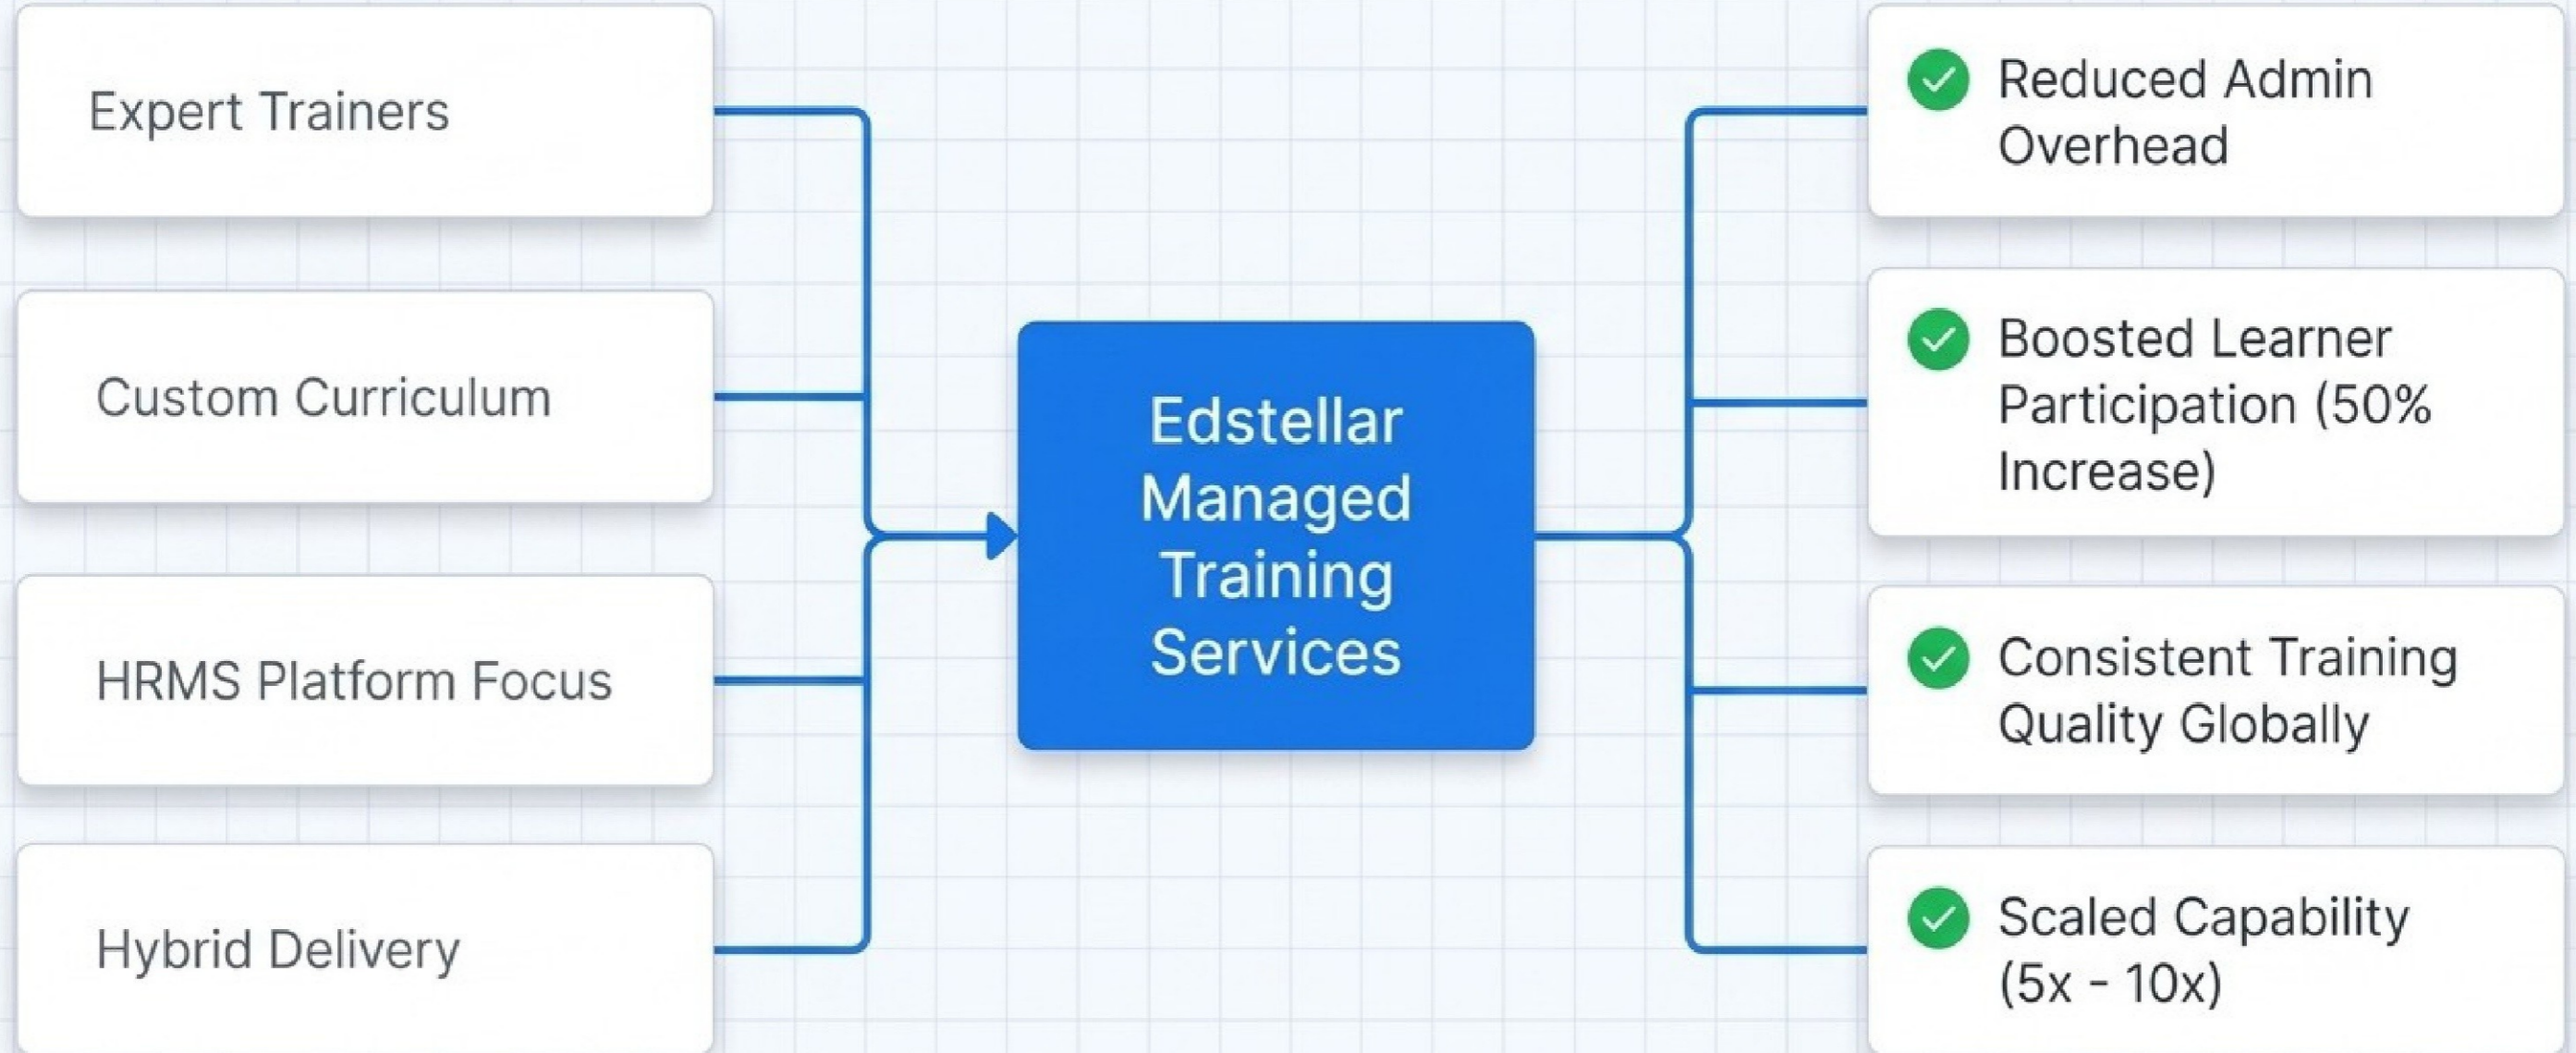 Expert Trainers
Custom Curriculum
HRMS Platform Focus
Hybrid Delivery
Edstellar
Managed
Training
Services
Reduced Admin
Overhead
Boosted Learner
Participation (50%
Increase)
Consistent Training
Quality Globally
Scaled Capability
(5x - 10x)